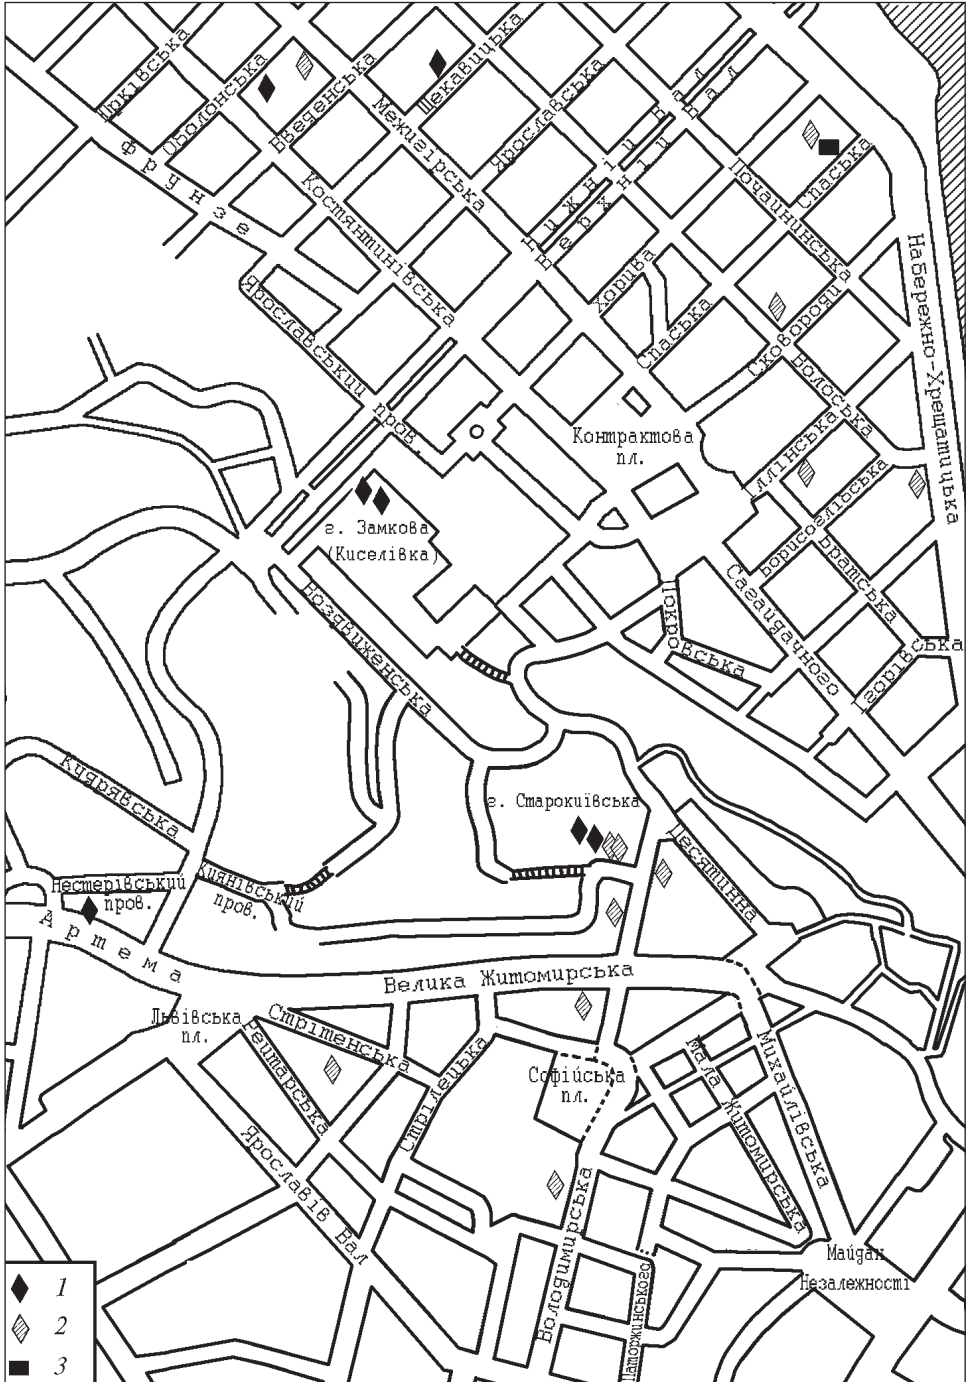 Юрківська
Оболонська
Введенська
Щекавицька
Межигірська
Ярославська
Нижній вал
Верхній вал
Фрунзе
Костянтинівська
Почайнинська
Спаська
Хорива
Спаська
Сковороди
Волоська
Набережно-Хрещатицька
Ярославський пров.
Контрактова
пл.
Іллінська
Борисоглібська
Братська
г. Замкова
(Киселівка)
Воздвиженська
Покровська
Сагайдачного
Ігорівська
Кудрявська
г. Старокиївська
Десятинна
Нестерівський
пров.
Киянівський
пров.
Артема
Велика Житомирська
Львівська
пл.
Стрітенська
Рейтарська
Стрілецька
Софійська
пл.
Мала Житомирська
Михайлівська
Ярославів Вал
Володимирська
Паторжинського
Майдан
Незалежності
1
2
3